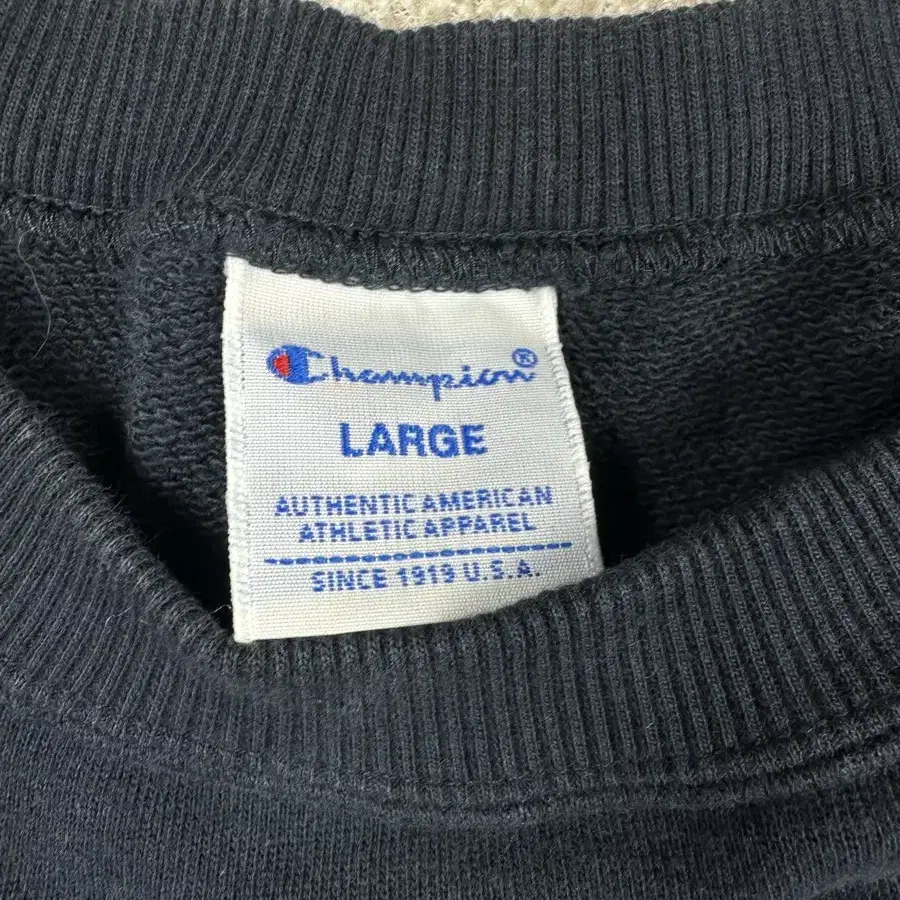 Champion®
LARGE
AUTHENTIC AMERICAN
ATHLETIC APPAREL
SINCE 1919 U.S.A.